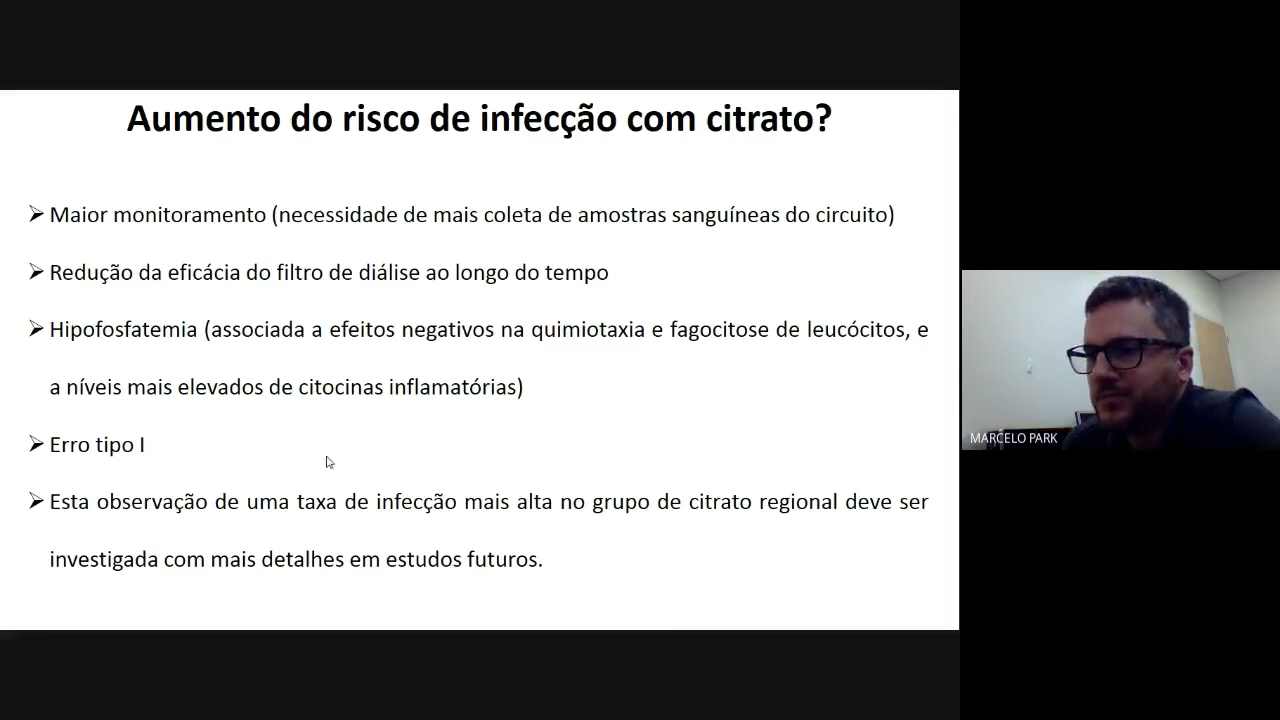 Aumento do risco de infecção com citrato?
➢ Maior monitoramento (necessidade de mais coleta de amostras sanguíneas do circuito)
➢ Redução da eficácia do filtro de diálise ao longo do tempo
➢ Hipofosfatemia (associada a efeitos negativos na quimiotaxia e fagocitose de leucócitos, e
a níveis mais elevados de citocinas inflamatórias)
➢ Erro tipo I
➢ Esta observação de uma taxa de infecção mais alta no grupo de citrato regional deve ser
investigada com mais detalhes em estudos futuros.
MARCELO PARK